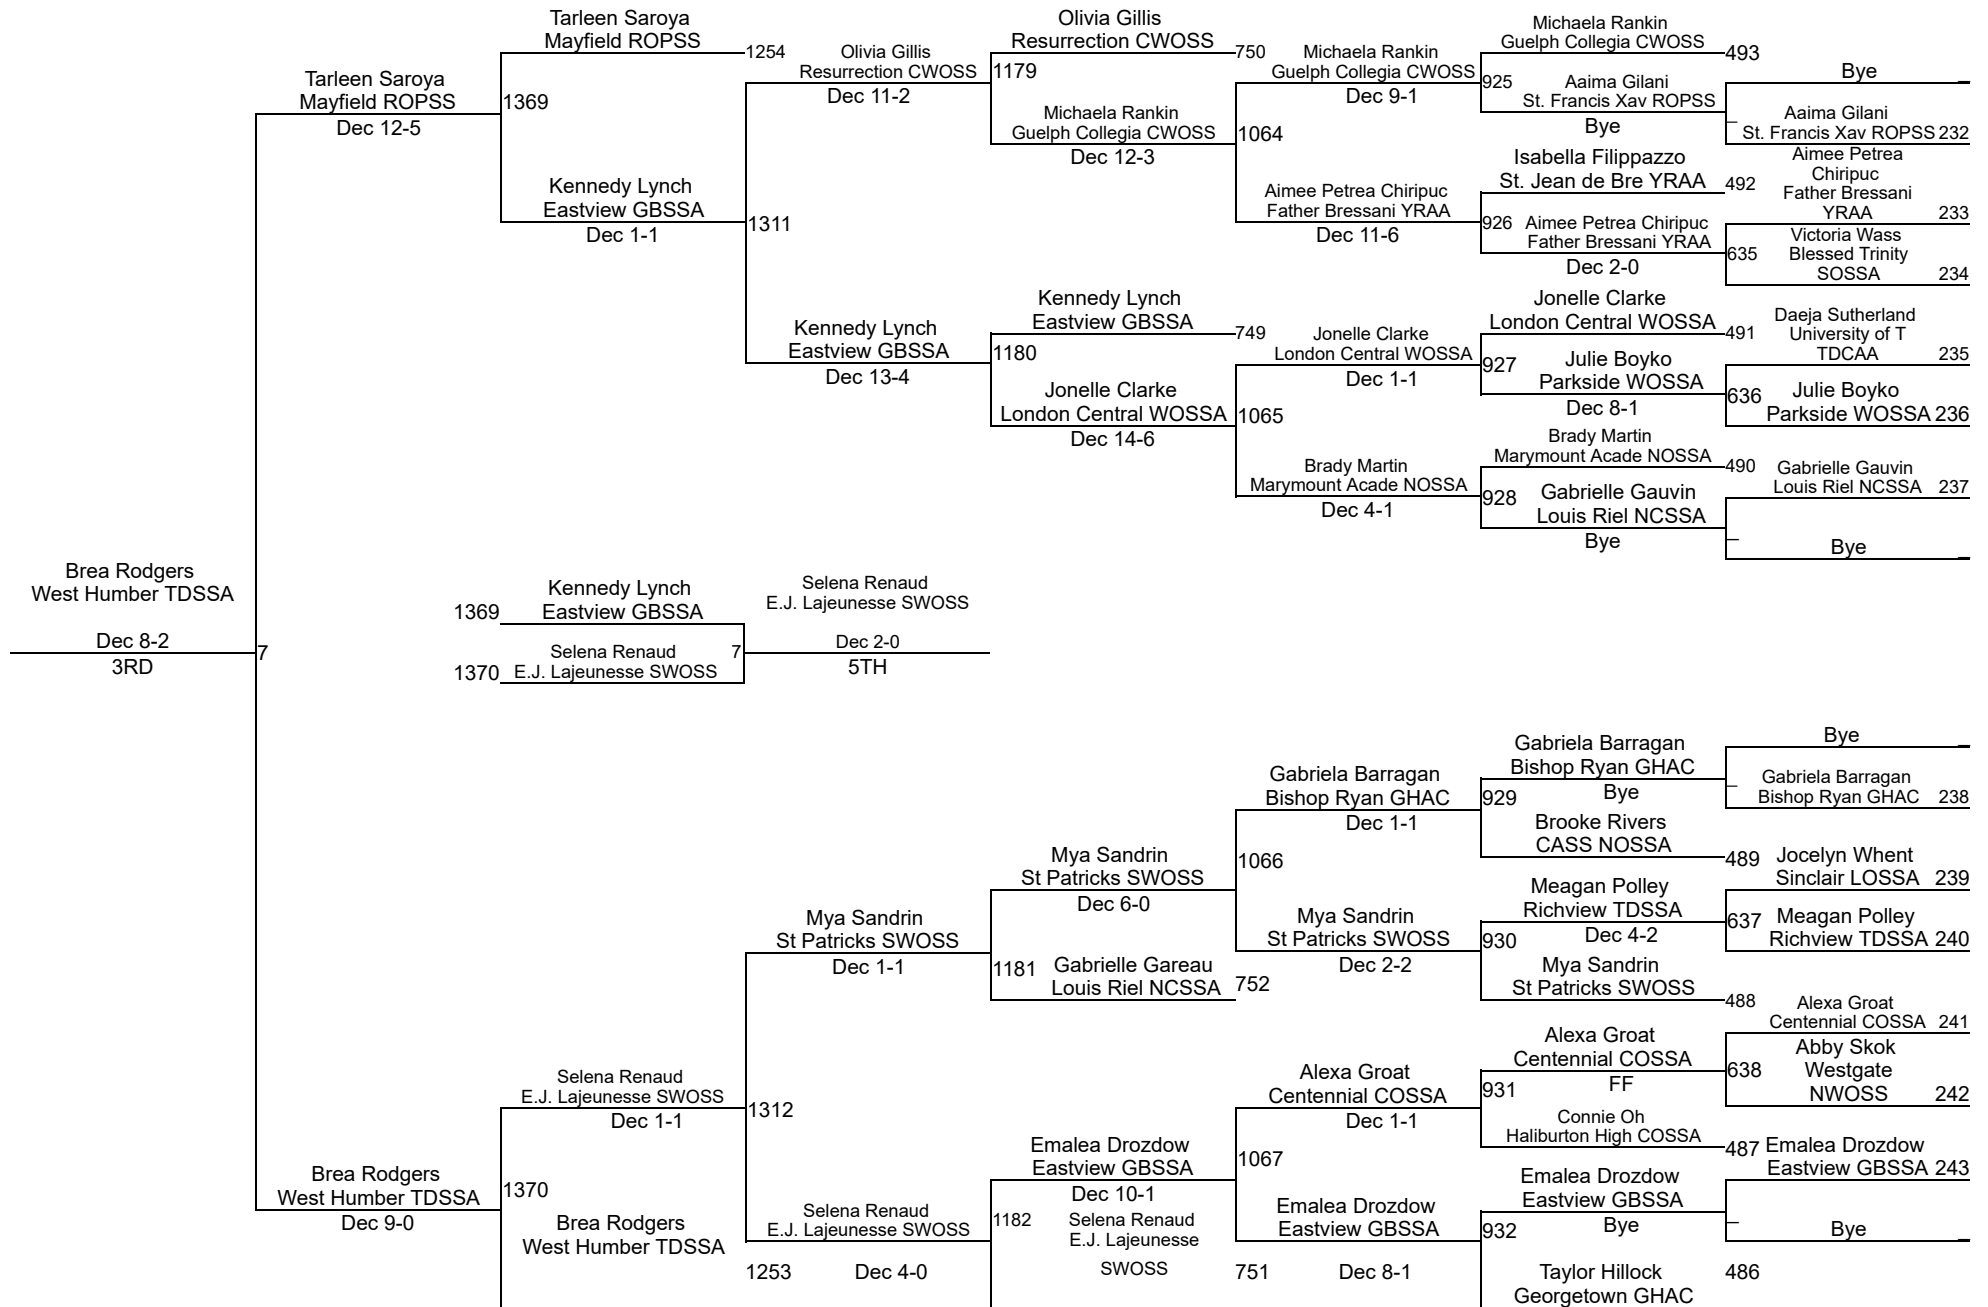 Tarleen Saroya
Mayfield ROPSS
1254
Olivia Gillis
Resurrection CWOSS
750
Michaela Rankin
Guelph Collegia CWOSS
493
Olivia Gillis
Resurrection CWOSS
Dec 11-2
1179
Michaela Rankin
Guelph Collegia CWOSS
Dec 9-1
925
Aaima Gilani
St. Francis Xav ROPSS
Bye
Bye
_
Tarleen Saroya
Mayfield ROPSS
Dec 12-5
1369
Michaela Rankin
Guelph Collegia CWOSS
Dec 12-3
1064
_
Aaima Gilani
St. Francis Xav ROPSS 232
Isabella Filippazzo
St. Jean de Bre YRAA
492
Aimee Petrea
Chiripuc
Father Bressani
YRAA 233
Kennedy Lynch
Eastview GBSSA
Dec 1-1
1311
Aimee Petrea Chiripuc
Father Bressani YRAA
Dec 11-6
926
Aimee Petrea Chiripuc
Father Bressani YRAA
Dec 2-0
635
Victoria Wass
Blessed Trinity
SOSSA 234
Kennedy Lynch
Eastview GBSSA
749
Jonelle Clarke
London Central WOSSA
491
Daeja Sutherland
University of T
TDCAA 235
Kennedy Lynch
Eastview GBSSA
Dec 13-4
1180
Jonelle Clarke
London Central WOSSA
Dec 1-1
927
Julie Boyko
Parkside WOSSA
Dec 8-1
636
Julie Boyko
Parkside WOSSA 236
Jonelle Clarke
London Central WOSSA
Dec 14-6
1065
Brady Martin
Marymount Acade NOSSA
490
Gabrielle Gauvin
Louis Riel NCSSA 237
Brady Martin
Marymount Acade NOSSA
Dec 4-1
928
Gabrielle Gauvin
Louis Riel NCSSA
Bye
_
Bye
_
Brea Rodgers
West Humber TDSSA
Dec 8-2
3RD
7
1369
Kennedy Lynch
Eastview GBSSA
Selena Renaud
E.J. Lajeunesse SWOSS
1370
Selena Renaud
E.J. Lajeunesse SWOSS
7
Dec 2-0
5TH
Bye
_
Gabriela Barragan
Bishop Ryan GHAC
Bye
_
Gabriela Barragan
Bishop Ryan GHAC 238
Gabriela Barragan
Bishop Ryan GHAC
Dec 1-1
929
Brooke Rivers
CASS NOSSA
489
Jocelyn Whent
Sinclair LOSSA 239
Mya Sandrin
St Patricks SWOSS
Dec 6-0
1066
Meagan Polley
Richview TDSSA
Dec 4-2
637
Meagan Polley
Richview TDSSA 240
Mya Sandrin
St Patricks SWOSS
Dec 1-1
1181
Gabrielle Gareau
Louis Riel NCSSA
752
Mya Sandrin
St Patricks SWOSS
Dec 2-2
930
Mya Sandrin
St Patricks SWOSS
488
Alexa Groat
Centennial COSSA 241
Alexa Groat
Centennial COSSA
FF
638
Abby Skok
Westgate
NWOSS 242
Selena Renaud
E.J. Lajeunesse SWOSS
Dec 1-1
1312
Alexa Groat
Centennial COSSA
Dec 1-1
931
Connie Oh
Haliburton High COSSA
487
Emalea Drozdow
Eastview GBSSA 243
Emalea Drozdow
Eastview GBSSA
Dec 10-1
1067
Emalea Drozdow
Eastview GBSSA
Bye
_
Bye
_
Brea Rodgers
West Humber TDSSA
Dec 9-0
1370
Brea Rodgers
West Humber TDSSA
1253
Selena Renaud
E.J. Lajeunesse SWOSS
Dec 4-0
1182
Selena Renaud
E.J. Lajeunesse
SWOSS
751
Emalea Drozdow
Eastview GBSSA
Dec 8-1
932
Taylor Hillock
Georgetown GHAC
486